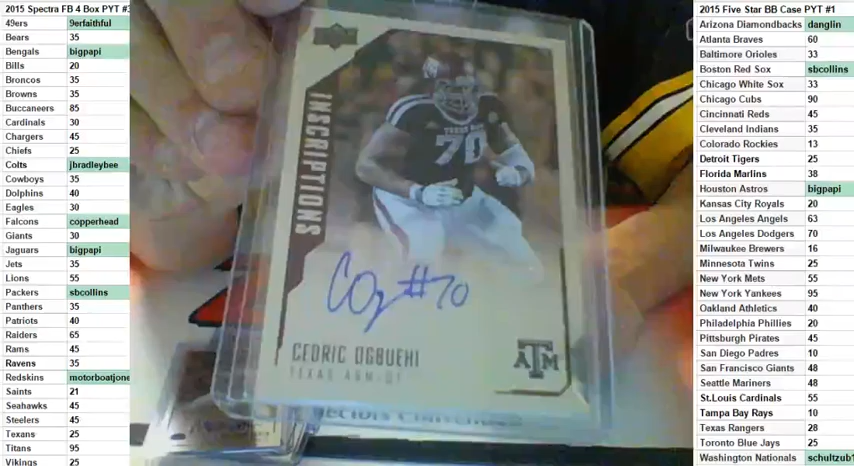 2015 Spectra FB 4 Box PYT #3
49ers 9erfaithful
Bears 35
Bengals bigpapi
Bills 20
Broncos 35
Browns 35
Buccaneers 85
Cardinals 30
Chargers 45
Chiefs 25
Colts jbradleybee
Cowboys 35
Dolphins 40
Eagles 30
Falcons copperhead
Giants 30
Jaguars bigpapi
Jets 35
Lions 55
Packers sbcollins
Panthers 35
Patriots 40
Raiders 65
Rams 45
Ravens 35
Redskins motorboatjone
Saints 21
Seahawks 45
Steelers 45
Texans 25
Titans 95
Vikings 25
INSCRIPTIONS
TEXAS A&M
70
#70
CEDRIC OGBUEHI
TEXAS A&M
ATM
2015 Five Star BB Case PYT #1
Arizona Diamondbacks danglin
Atlanta Braves 60
Baltimore Orioles 33
Boston Red Sox sbcollins
Chicago White Sox 33
Chicago Cubs 90
Cincinnati Reds 45
Cleveland Indians 35
Colorado Rockies 13
Detroit Tigers 25
Florida Marlins 38
Houston Astros bigpapi
Kansas City Royals 20
Los Angeles Angels 63
Los Angeles Dodgers 70
Milwaukee Brewers 16
Minnesota Twins 25
New York Mets 55
New York Yankees 95
Oakland Athletics 40
Philadelphia Phillies 20
Pittsburgh Pirates 45
San Diego Padres 10
San Francisco Giants 48
Seattle Mariners 48
St.Louis Cardinals 55
Tampa Bay Rays 10
Texas Rangers 28
Toronto Blue Jays 25
Washington Nationals schultzub1